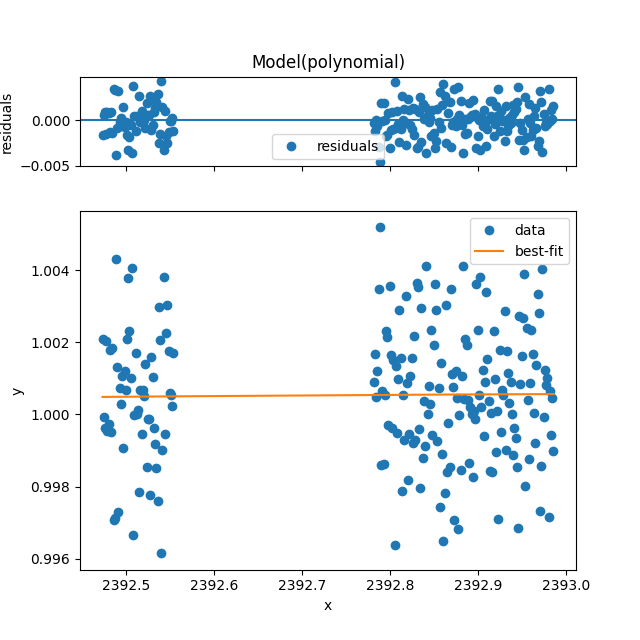 Model(polynomial)
residuals
0.000
−0.005
residuals
y
1.004
1.002
1.000
0.998
0.996
data
best-fit
2392.5
2392.6
2392.7
2392.8
2392.9
2393.0
x